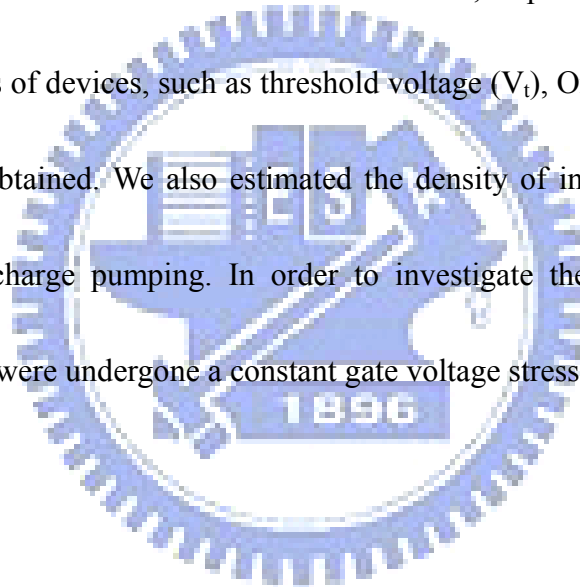 s of devices, such as threshold voltage (Vt), O
btained. We also estimated the density of in
charge pumping. In order to investigate the
were undergone a constant gate voltage stress
E S
1896